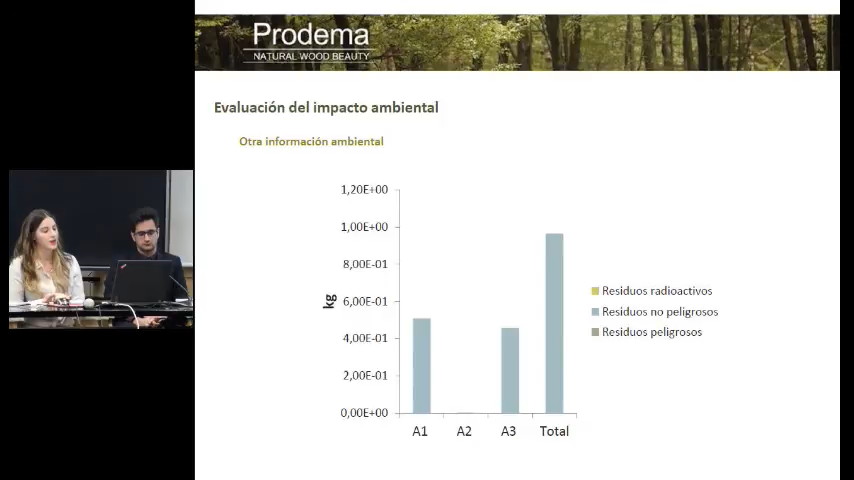 Prodema
NATURAL WOOD BEAUTY
Evaluación del impacto ambiental
Otra información ambiental
1,20E+00
1,00E+00
8,00E-01
6,00E-01
4,00E-01
2,00E-01
0,00E+00
kg
A1 A2 A3 Total
Residuos radioactivos
Residuos no peligrosos
Residuos peligrosos